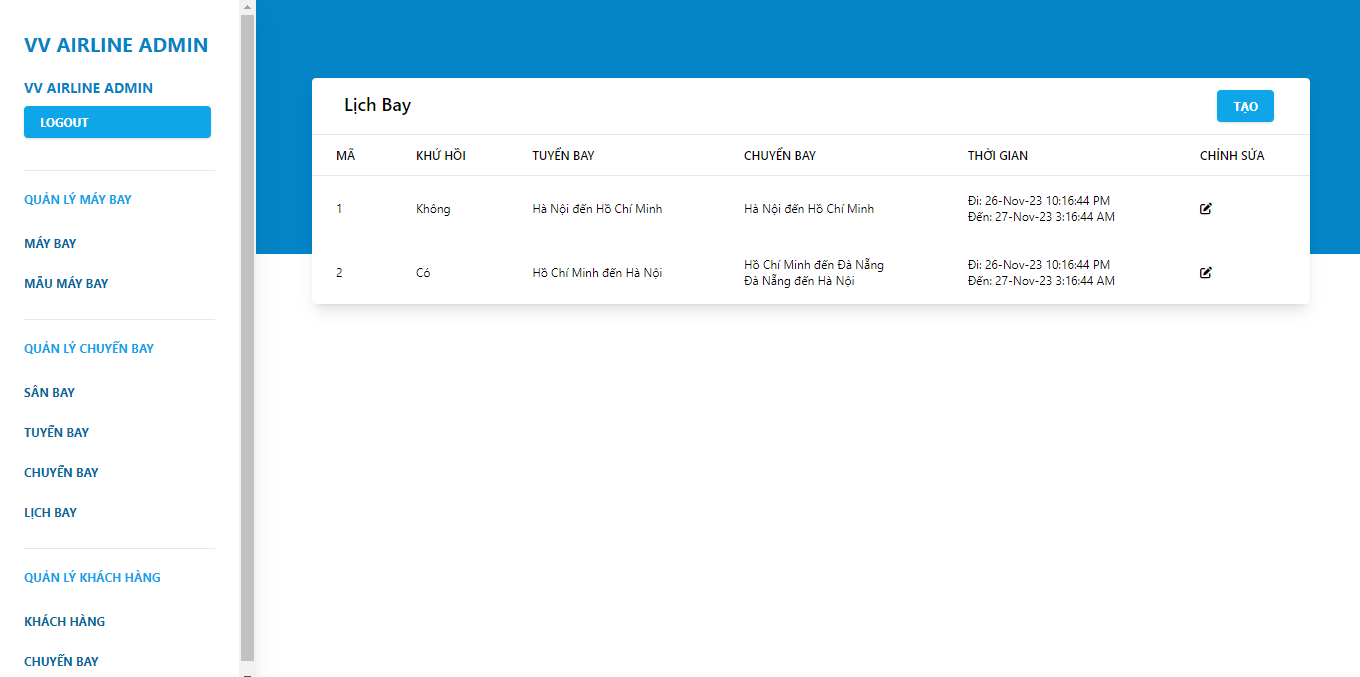 VV AIRLINE ADMIN
VV AIRLINE ADMIN
LOGOUT
QUẢN LÝ MÁY BAY
MÁY BAY
MẪU MÁY BAY
QUẢN LÝ CHUYẾN BAY
SÂN BAY
TUYẾN BAY
CHUYẾN BAY
LỊCH BAY
QUẢN LÝ KHÁCH HÀNG
KHÁCH HÀNG
CHUYẾN BAY
Lịch Bay
TẠO
MÃ KHỨ HỒI TUYẾN BAY CHUYẾN BAY THỜI GIAN CHỈNH SỬA
1 Không Hà Nội đến Hồ Chí Minh Hà Nội đến Hồ Chí Minh Đi: 26-Nov-23 10:16:44 PM
Đến: 27-Nov-23 3:16:44 AM
2 Có Hồ Chí Minh đến Hà Nội Hồ Chí Minh đến Đà Nẵng Đi: 26-Nov-23 10:16:44 PM
Đà Nẵng đến Hà Nội Đến: 27-Nov-23 3:16:44 AM